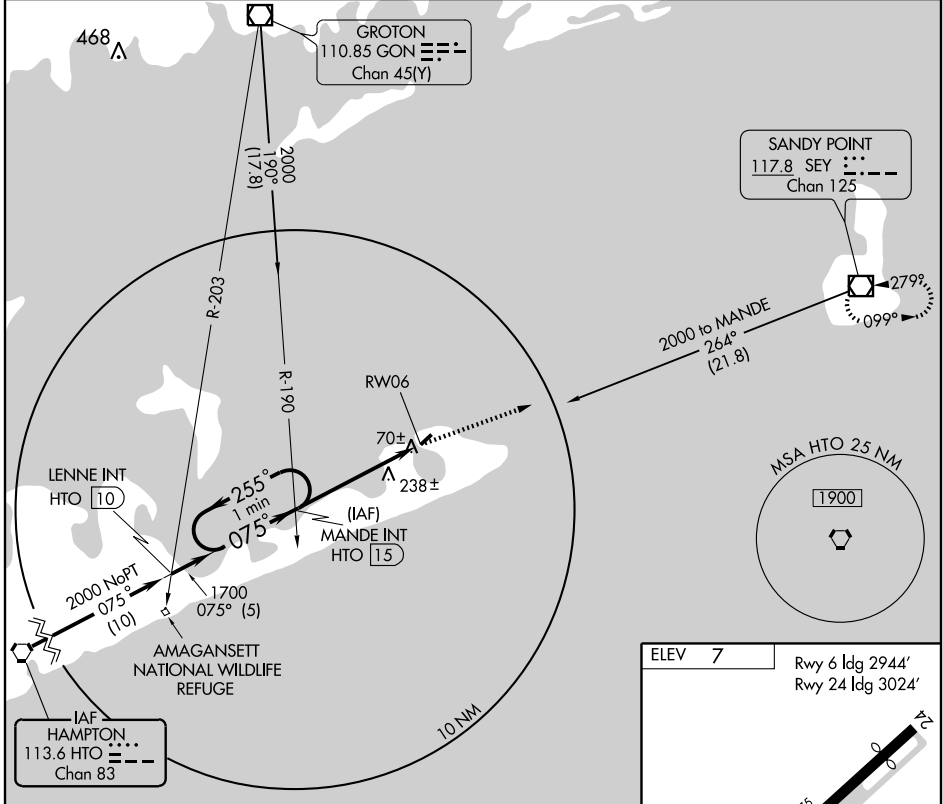 468
GROTON
110.85 GON
Chan 45(Y)
2000
190°
(17.8)
SANDY POINT
117.8 SEY
Chan 125
279°
099°
R-203
2000 to MANDE
264°
(21.8)
R-190
RW06
70±
238±
MSA HTO 25 NM
1900
LENNE INT
HTO 10
255°
1 min
075°
(IAF)
MANDE INT
HTO 15
2000 NoPT
075°
(10)
1700
075° (5)
AMAGANSETT
NATIONAL WILDLIFE
REFUGE
IAF
HAMPTON
113.6 HTO
Chan 83
10 NM
ELEV 7
Rwy 6 ldg 2944'
Rwy 24 ldg 3024'
24